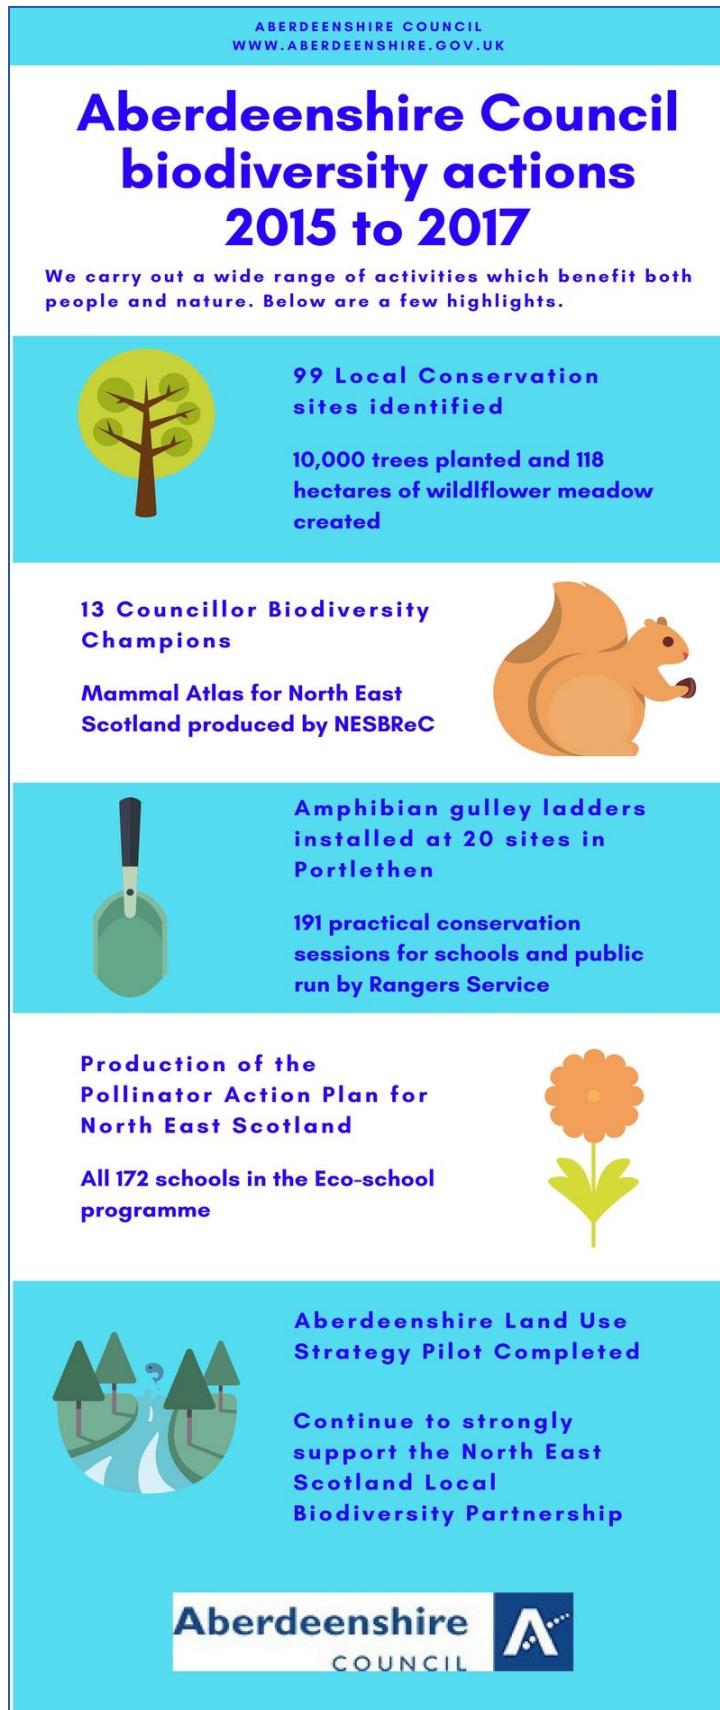 ABERDEENSHIRE COUNCIL
WWW.ABERDEENSHIRE.GOV.UK
Aberdeenshire Council
biodiversity actions
2015 to 2017
We carry out a wide range of activities which benefit both
people and nature. Below are a few highlights.
99 Local Conservation
sites identified
10,000 trees planted and 118
hectares of wildlflower meadow
created
13 Councillor Biodiversity
Champions
Mammal Atlas for North East
Scotland produced by NESBReC
Amphibian gulley ladders
installed at 20 sites in
Portlethen
191 practical conservation
sessions for schools and public
run by Rangers Service
Production of the
Pollinator Action Plan for
North East Scotland
All 172 schools in the Eco-school
programme
Aberdeenshire Land Use
Strategy Pilot Completed
Continue to strongly
support the North East
Scotland Local
Biodiversity Partnership
Aberdeenshire
COUNCIL